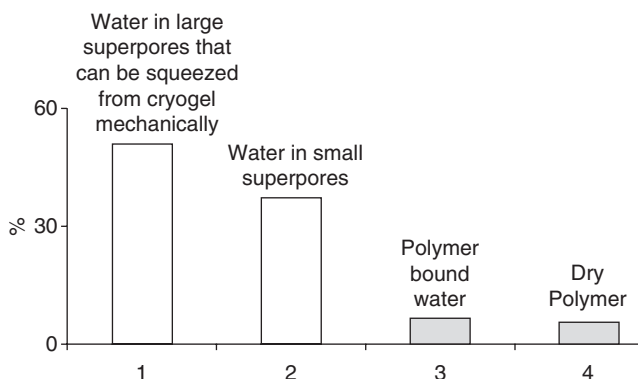 Water in large
superpores that
can be squeezed
from cryogel
mechanically
Water in small
superpores
Polymer
bound
water
Dry
Polymer
60
30
0
%
1 2 3 4